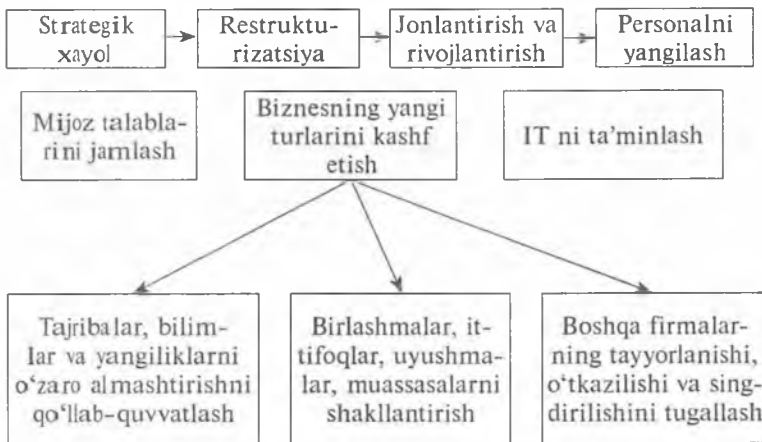 Strategik
xayol
Restruktu-
rizatsiya
Jonlantirish va
rivojlantirish
Personalni
yangilash
Mijoz talabla-
rini jamlash
Biznesning yangi
turlarini kashf
etish
IT ni ta'minlash
Tajribalar, bilim-
lar va yangiliklarni
o‘zaro almashtirishni
qo‘llab-quvvatlash
Birlashmalar, it-
tifoqlar, uyushma-
lar, muassasalarni
shakllantirish
Boshqa firmalar-
ning tayyorlanishi,
o‘tkazilishi va sing-
dirilishini tugallash